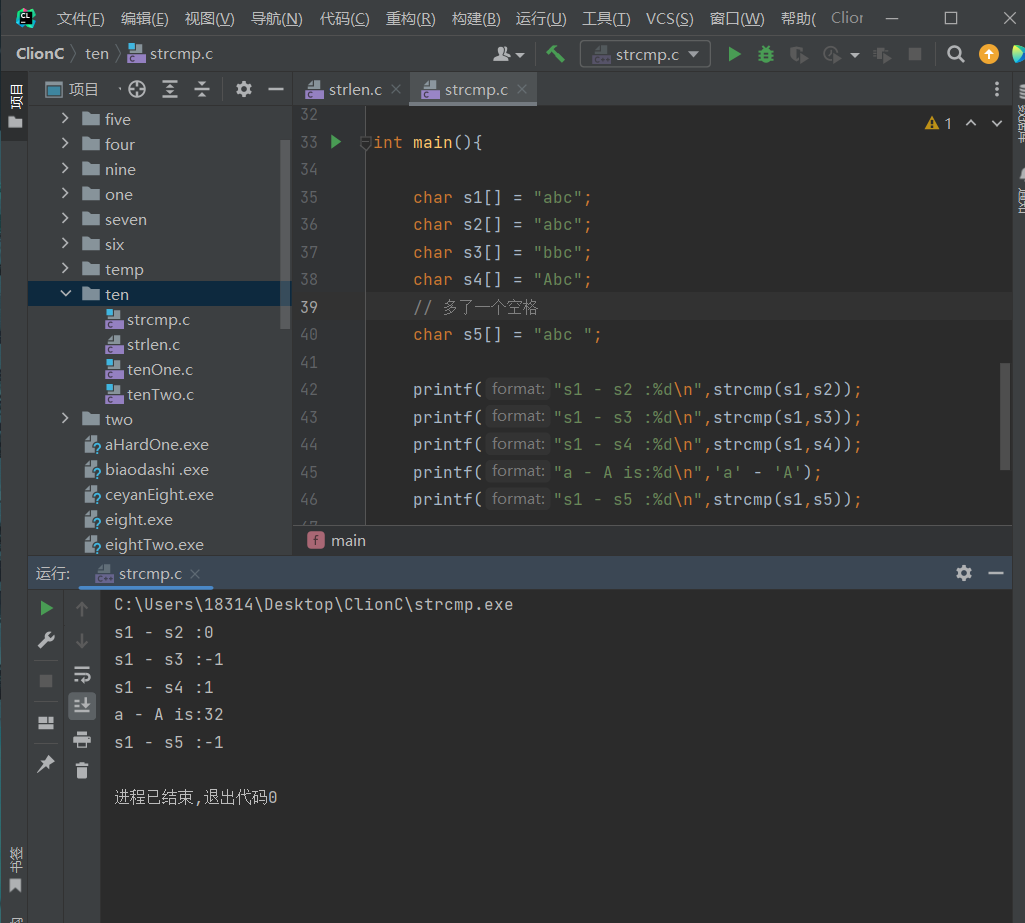 文件(F) 编辑(E) 视图(V) 导航(N) 代码(C) 重构(R) 构建(B) 运行(U) 工具(T) VCS(S) 窗口(W) 帮助( Clior
ClionC ten strcmp.c strcmp.c
项目
项目
strlen.c strcmp.c
five
four
nine
one
seven
six
temp
ten
strcmp.c
strlen.c
tenOne.c
tenTwo.c
two
aHardOne.exe
biaodashi .exe
ceyanEight.exe
eight.exe
eightTwo.exe
1
32
33 int main(){
34
35 char s1[] = "abc";
36 char s2[] = "abc";
37 char s3[] = "bbc";
38 char s4[] = "Abc";
39 // 多了一个空格
40 char s5[] = "abc ";
41
42 printf( format: "s1 - s2 :%d\n",strcmp(s1,s2));
43 printf( format: "s1 - s3 :%d\n",strcmp(s1,s3));
44 printf( format: "s1 - s4 :%d\n",strcmp(s1,s4));
45 printf( format: "a - A is:%d\n",'a' - 'A');
46 printf( format: "s1 - s5 :%d\n",strcmp(s1,s5));
f main
运行: strcmp.c
C:\Users\18314\Desktop\ClionC\strcmp.exe
s1 - s2 :0
s1 - s3 :-1
s1 - s4 :1
a - A is:32
s1 - s5 :-1
进程已结束,退出代码0
书签